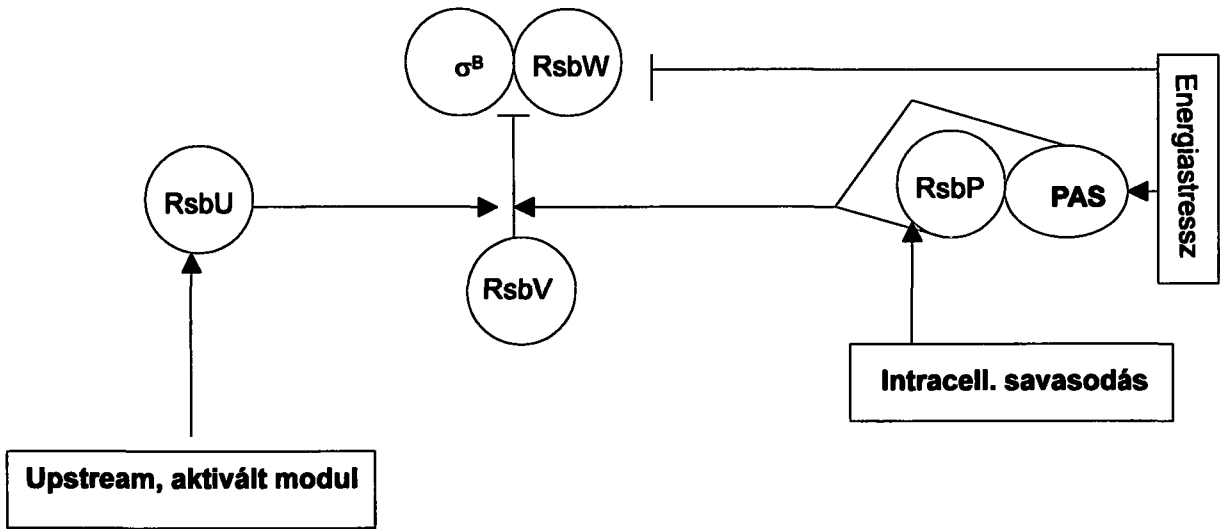 σᴮ
RsbW
Energiastressz
RsbU
RsbP
PAS
RsbV
Intracell. savasodás
Upstream, aktivált modul